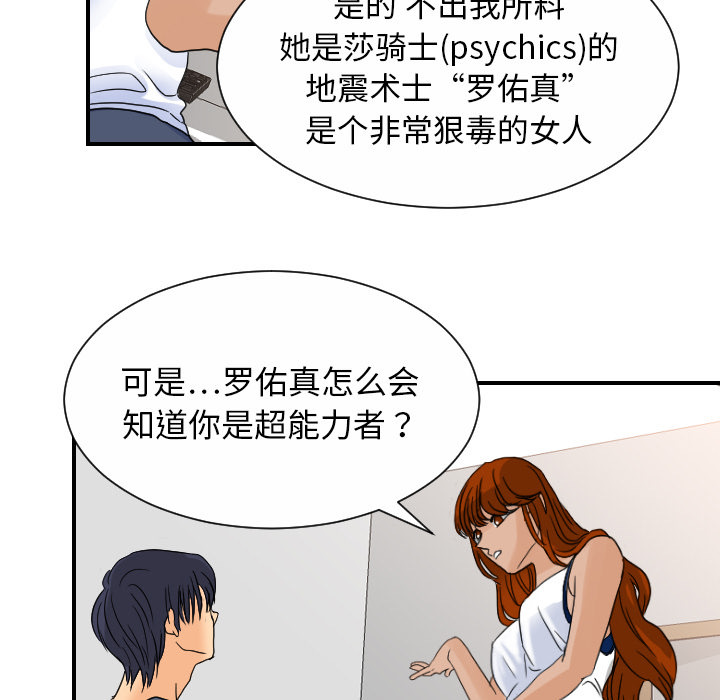 是的 不出我所料
她是莎骑士(psychics)的
地震术士“罗佑真”
是个非常狠毒的女人
可是...罗佑真怎么会
知道你是超能力者？